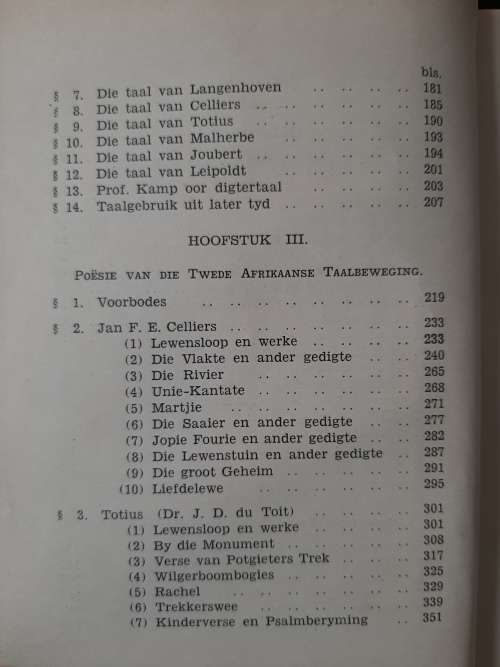 bls.
§ 7. Die taal van Langenhoven .. .. .. .. 181
§ 8. Die taal van Celliers .. .. .. .. .. 185
§ 9. Die taal van Totius .. .. .. .. .. 190
§ 10. Die taal van Malherbe .. .. .. .. 193
§ 11. Die taal van Joubert .. .. .. .. .. 194
§ 12. Die taal van Leipoldt .. .. .. .. 201
§ 13. Prof. Kamp oor digtertaal .. .. .. .. 203
§ 14. Taalgebruik uit later tyd .. .. .. .. .. 207
HOOFSTUK III.
POËSIE VAN DIE TWEDE AFRIKAANSE TAALBEWEGING.
§ 1. Voorbodes .. .. .. .. .. .. .. .. 219
§ 2. Jan F. E. Celliers .. .. .. .. .. .. .. 233
(1) Lewensloop en werke .. .. .. .. 233
(2) Die Vlakte en ander gedigte .. .. 240
(3) Die Rivier .. .. .. .. .. .. 265
(4) Unie-Kantate .. .. .. .. .. .. 268
(5) Martjie .. .. .. .. .. .. .. 271
(6) Die Saaier en ander gedigte .. .. 277
(7) Jopie Fourie en ander gedigte .. .. 282
(8) Die Lewenstuin en ander gedigte .. 287
(9) Die groot Geheim .. .. .. .. .. 291
(10) Liefdelewe .. .. .. .. .. .. 295
§ 3. Totius (Dr. J. D. du Toit) .. .. .. .. 301
(1) Lewensloop en werke .. .. .. .. 301
(2) By die Monument .. .. .. .. .. 308
(3) Verse van Potgieters Trek .. .. .. 317
(4) Wilgerboombogies .. .. .. .. .. 325
(5) Rachel .. .. .. .. .. .. .. 329
(6) Trekkerswee .. .. .. .. .. .. 339
(7) Kinderverse en Psalmberyming .. 351